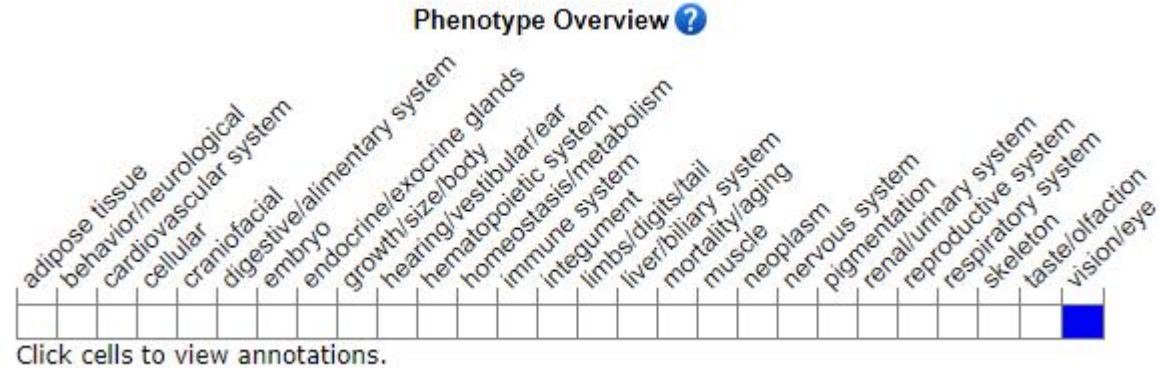 Phenotype Overview ?
adipose tissue
behavior/neurological
cardiovascular system
cellular
craniofacial
digestive/alimentary system
embryo
endocrine/exocrine glands
growth/size/body
hearing/vestibular/ear
hematopoietic system
homeostasis/metabolism
immune system
integument
limbs/digits/tail
liver/biliary system
mortality/aging
muscle
neoplasm
nervous system
pigmentation
renal/urinary system
reproductive system
respiratory system
skeleton
taste/olfaction
vision/eye
Click cells to view annotations.